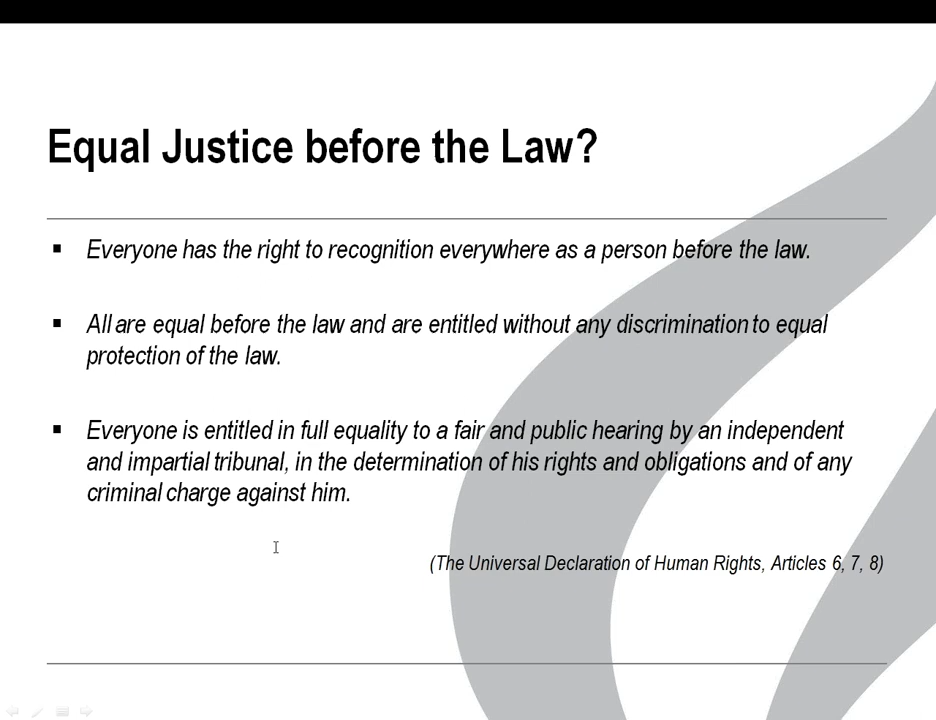 Equal Justice before the Law?
▪ Everyone has the right to recognition everywhere as a person before the law.
▪ All are equal before the law and are entitled without any discrimination to equal
protection of the law.
▪ Everyone is entitled in full equality to a fair and public hearing by an independent
and impartial tribunal, in the determination of his rights and obligations and of any
criminal charge against him.
(The Universal Declaration of Human Rights, Articles 6, 7, 8)